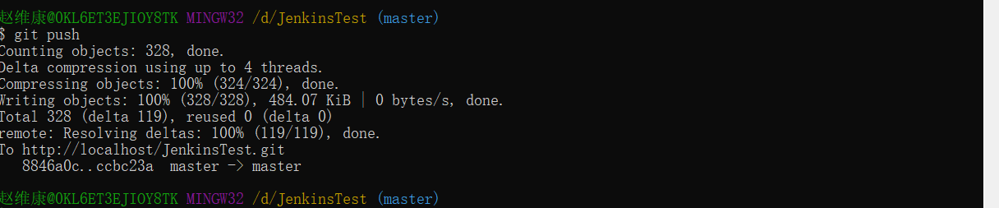 赵维康@OKL6ET3EJIOY8TK MINGW32 /d/JenkinsTest (master)
$ git push
Counting objects: 328, done.
Delta compression using up to 4 threads.
Compressing objects: 100% (324/324), done.
Writing objects: 100% (328/328), 484.07 KiB | 0 bytes/s, done.
Total 328 (delta 119), reused 0 (delta 0)
remote: Resolving deltas: 100% (119/119), done.
To http://localhost/JenkinsTest.git
   8846a0c..ccbc23a  master -> master
赵维康@OKL6ET3EJIOY8TK MINGW32 /d/JenkinsTest (master)